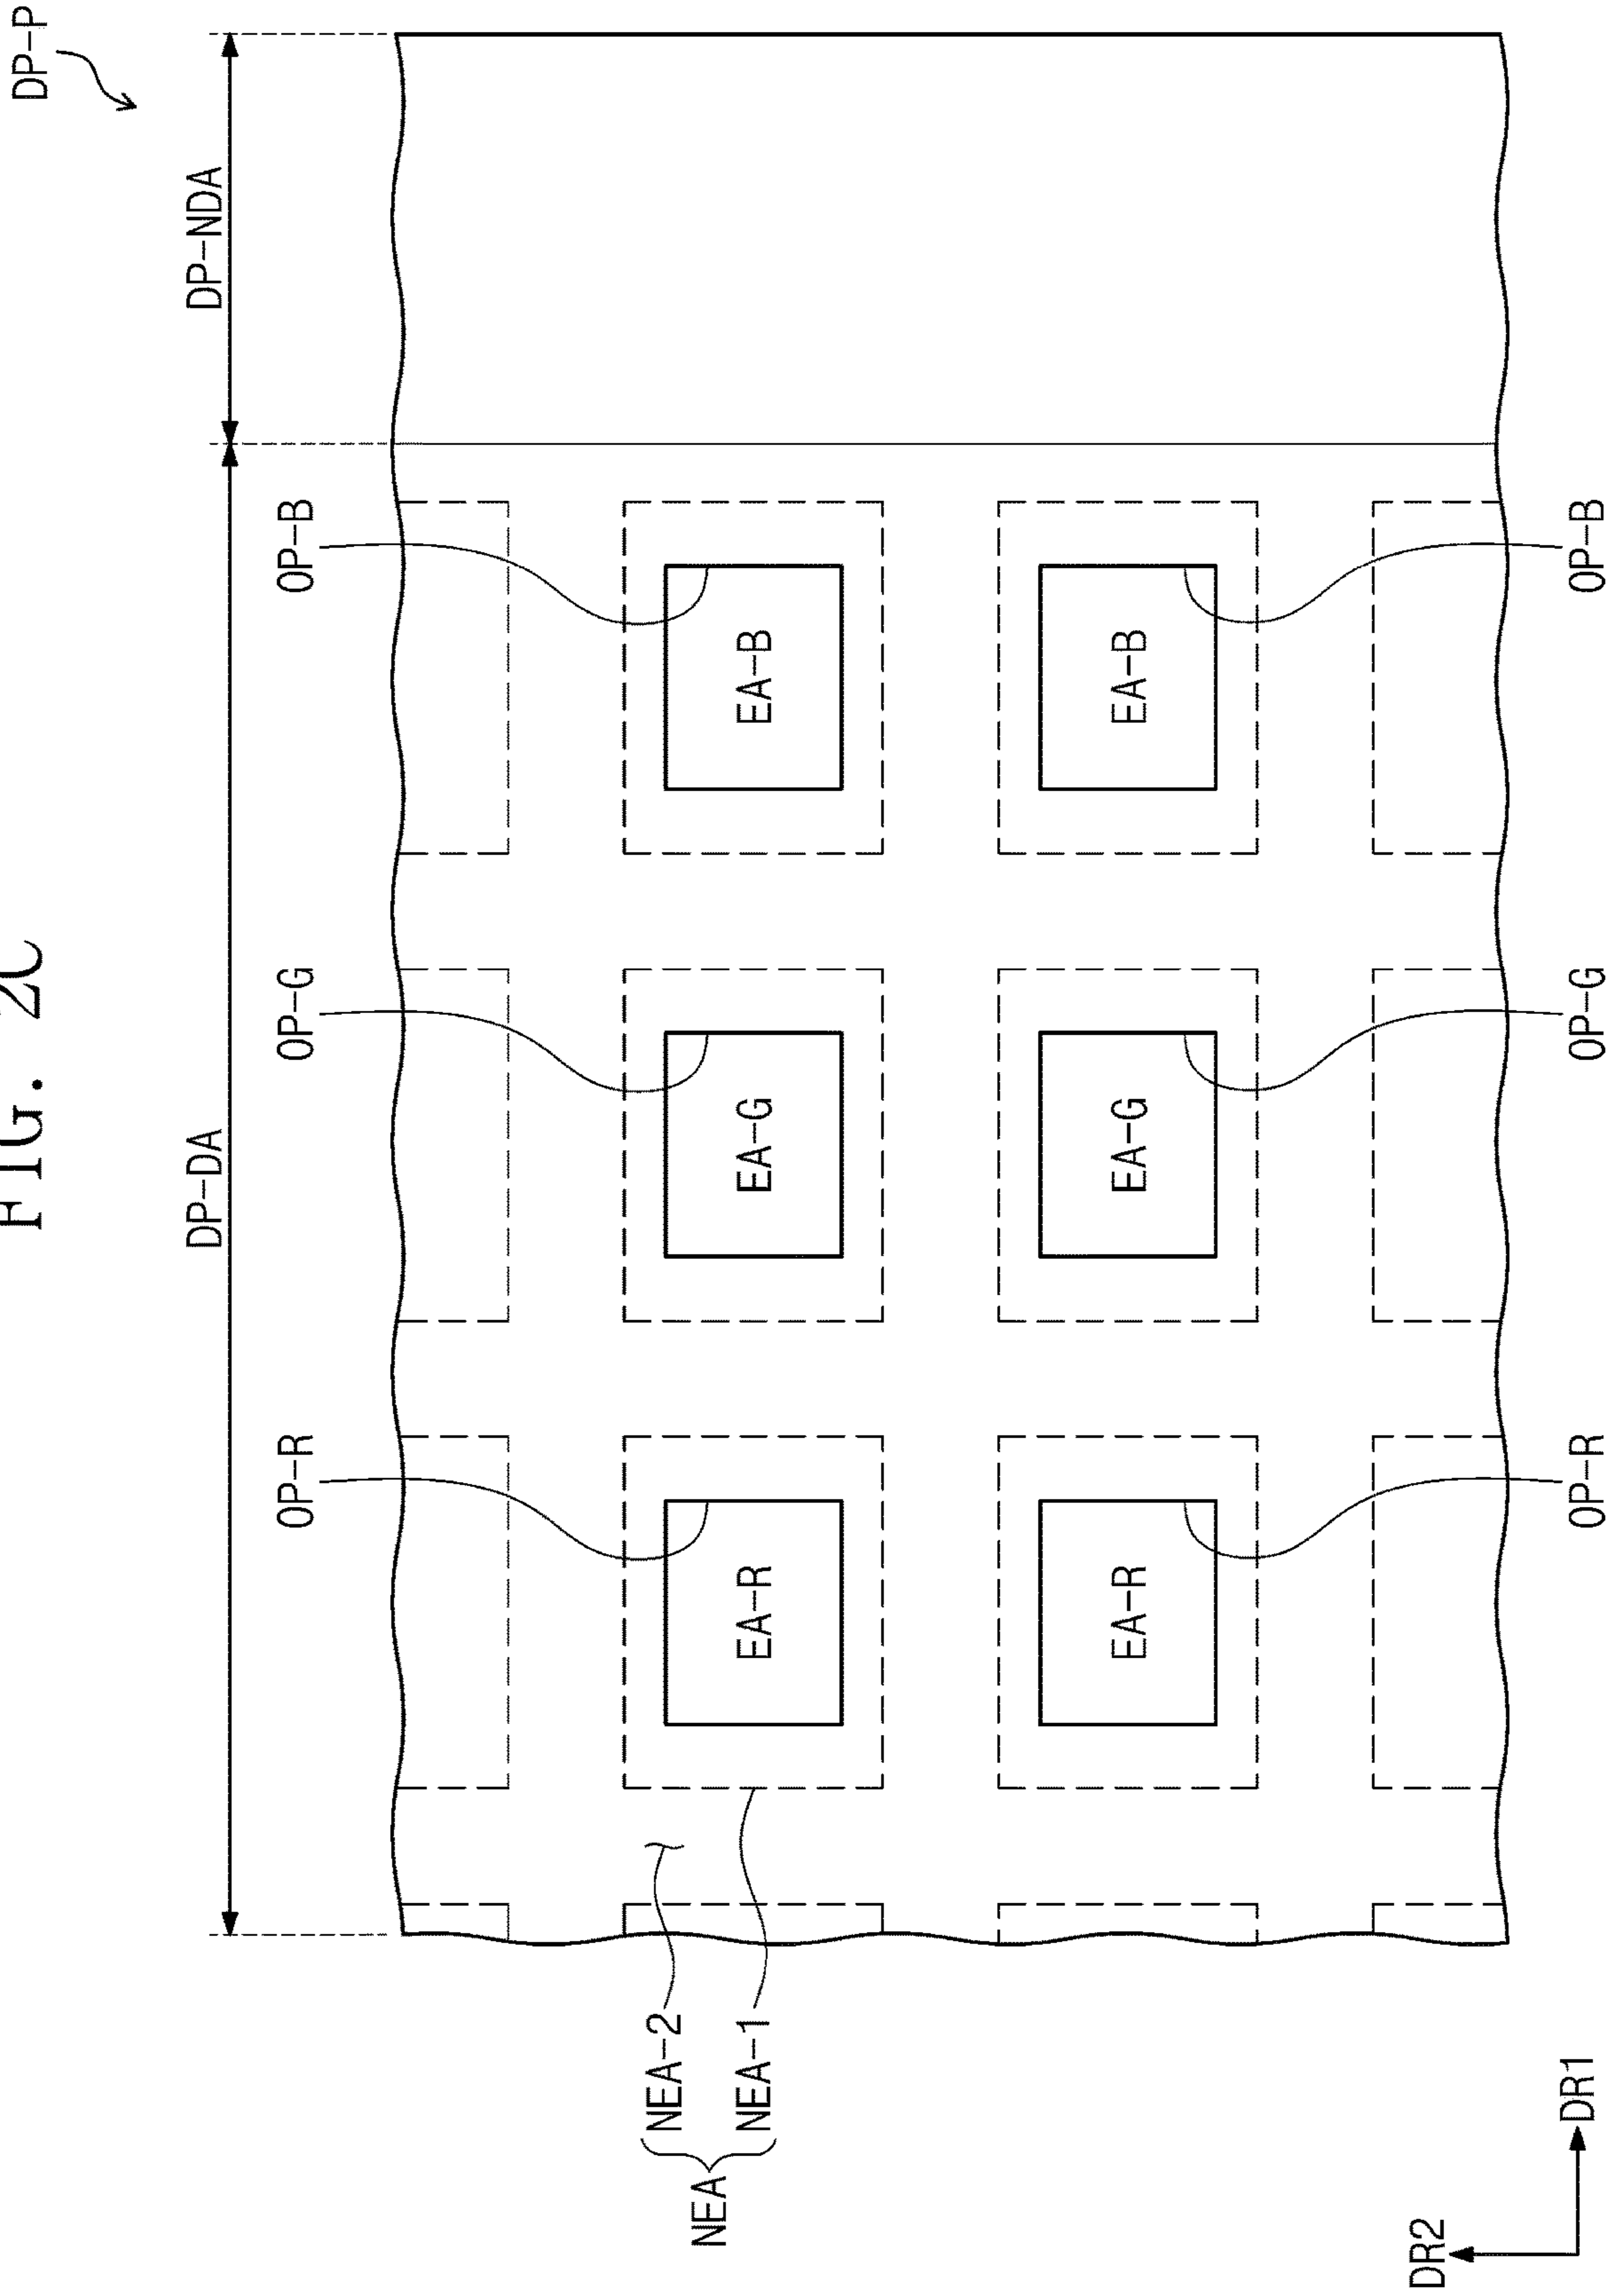 FIG. 2C
DP-P
DP-DA
DP-NDA
OP-R
OP-G
OP-B
NEA
NEA-2
NEA-1
EA-R
EA-G
EA-B
EA-R
EA-G
EA-B
OP-R
OP-G
OP-B
DR2
DR1